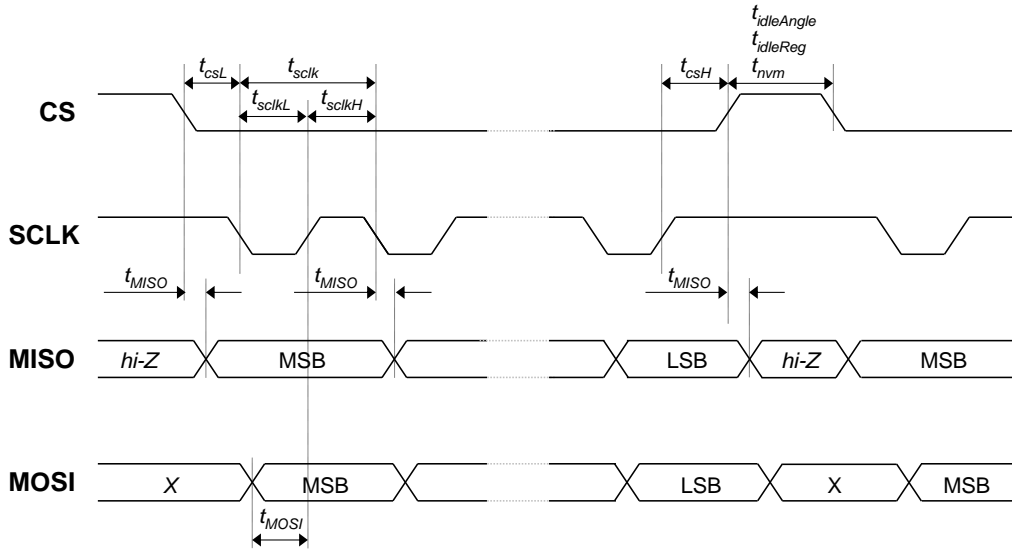 t_idleAngle
t_idleReg
t_csL t_sclk t_csH t_nvm
t_sclkL t_sclkH
CS
SCLK
t_MISO t_MISO t_MISO
MISO hi-Z MSB LSB hi-Z MSB
MOSI X MSB LSB X MSB
t_MOSI